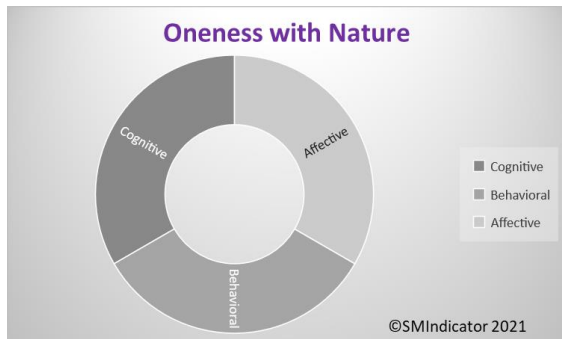 Oneness with Nature
Cognitive
Affective
Behavioral
Cognitive
Behavioral
Affective
©SMIndicator 2021